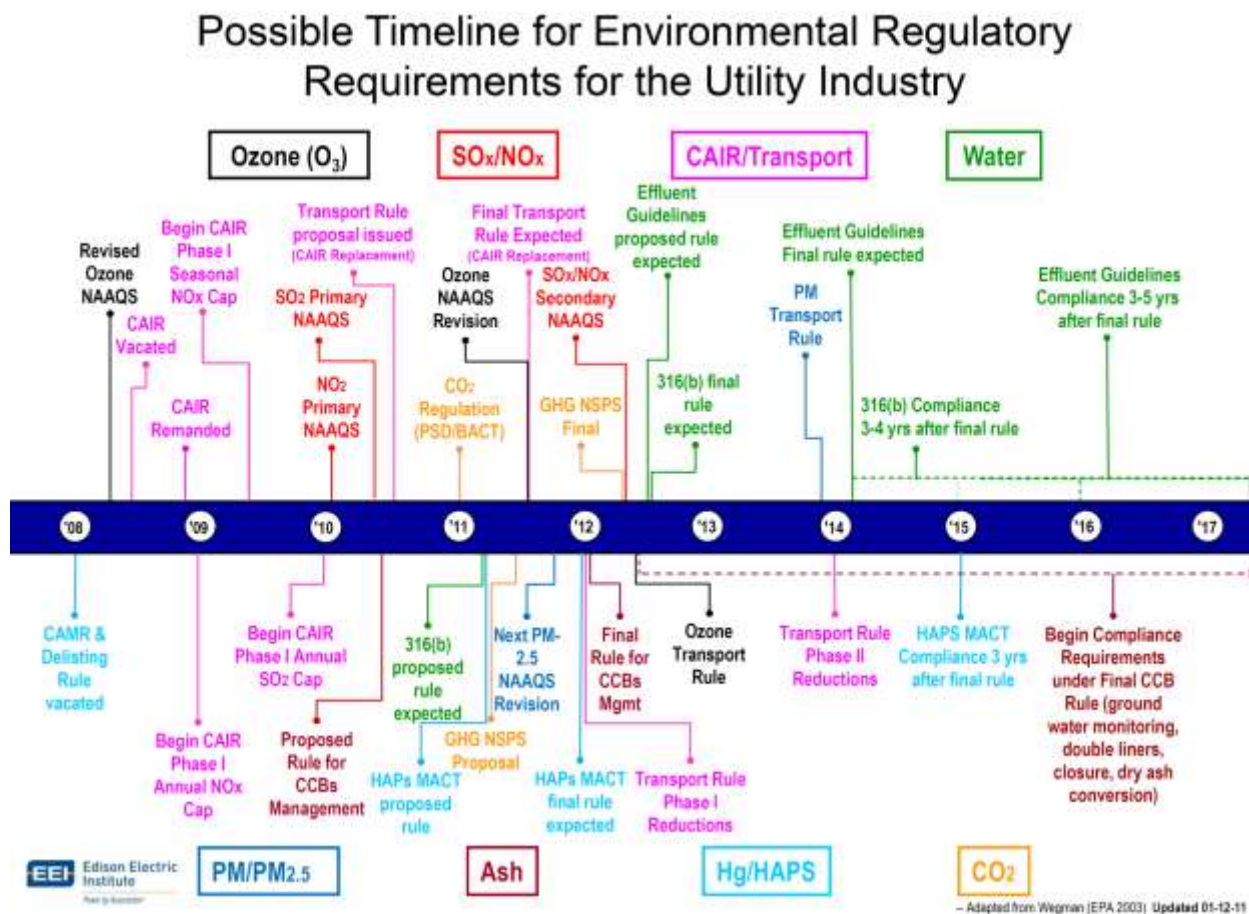 Possible Timeline for Environmental Regulatory
Requirements for the Utility Industry
Ozone (O3)
SOx/NOx
CAIR/Transport
Water
Revised
Ozone
NAAQS
CAIR
Vacated
Begin CAIR
Phase I
Seasonal
NOx Cap
CAIR
Remanded
Transport Rule
proposal issued
(CAIR Replacement)
SO2 Primary
NAAQS
NO2
Primary
NAAQS
Ozone
NAAQS
Revision
CO2
Regulation
(PSD/BACT)
Final Transport
Rule Expected
(CAIR Replacement)
SOx/NOx
Secondary
NAAQS
GHG NSPS
Final
Effluent
Guidelines
proposed rule
expected
316(b) final
rule
expected
PM
Transport
Rule
Effluent Guidelines
Final rule expected
316(b) Compliance
3-4 yrs after final rule
Effluent Guidelines
Compliance 3-5 yrs
after final rule
'08
'09
'10
'11
'12
'13
'14
'15
'16
'17
CAMR &
Delisting
Rule
vacated
Begin CAIR
Phase I
Annual NOx
Cap
Begin CAIR
Phase I Annual
SO2 Cap
Proposed
Rule for
CCBs
Management
316(b)
proposed
rule
expected
HAPs MACT
proposed
rule
GHG NSPS
Proposal
Next PM-
2.5
NAAQS
Revision
HAPs MACT
final rule
expected
Final
Rule for
CCBs
Mgmt
Transport Rule
Phase I
Reductions
Ozone
Transport
Rule
Transport Rule
Phase II
Reductions
HAPS MACT
Compliance 3 yrs
after final rule
Begin Compliance
Requirements
under Final CCB
Rule (ground
water monitoring,
double liners,
closure, dry ash
conversion)
EEI
Edison Electric
Institute
PM/PM2.5
Ash
Hg/HAPS
CO2
– Adapted from Wegman (EPA 2003) Updated 01-12-11